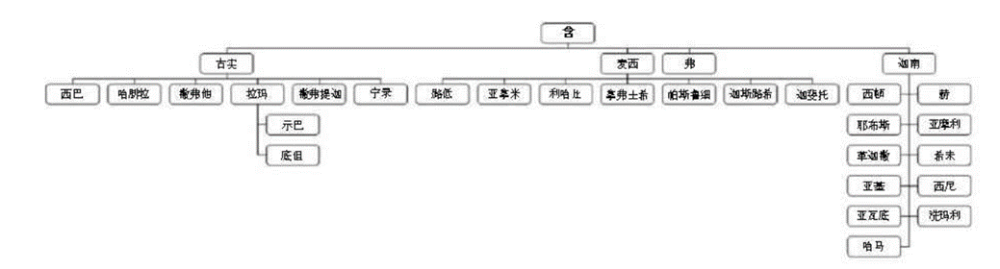 含
古实 麦西 弗 迦南
西巴 哈腓拉 撒弗他 拉玛 撒弗提迦 宁录 路低 亚拿米 利哈比 拿弗土希 帕斯鲁细 迦斯路希 迦斐托 西顿 赫
示巴 耶布斯 亚摩利
底但 革迦撒 希未
亚基 西尼
亚瓦底 洗玛利
哈马